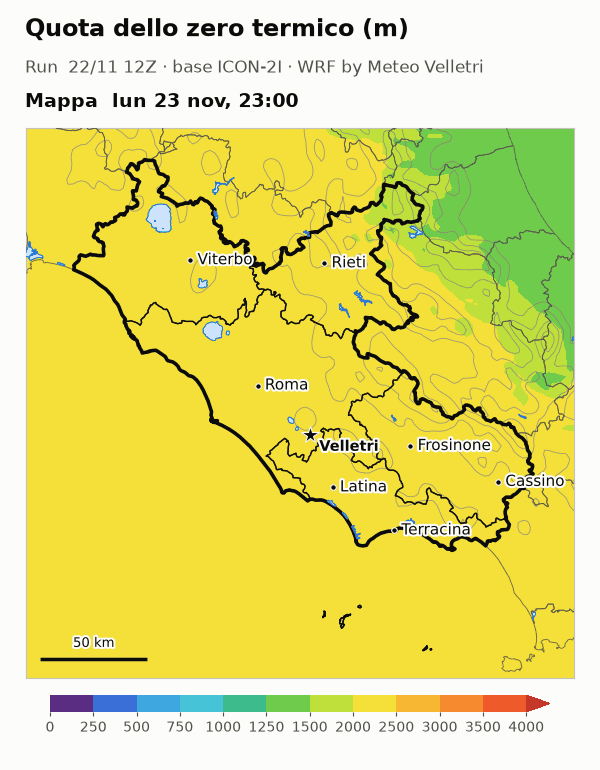 Quota dello zero termico (m)
Run  22/11 12Z · base ICON-2I · WRF by Meteo Velletri
Mappa  lun 23 nov, 23:00
Viterbo
Rieti
Roma
Velletri
Frosinone
Cassino
Latina
Terracina
50 km
0 250 500 750 1000 1250 1500 2000 2500 3000 3500 4000